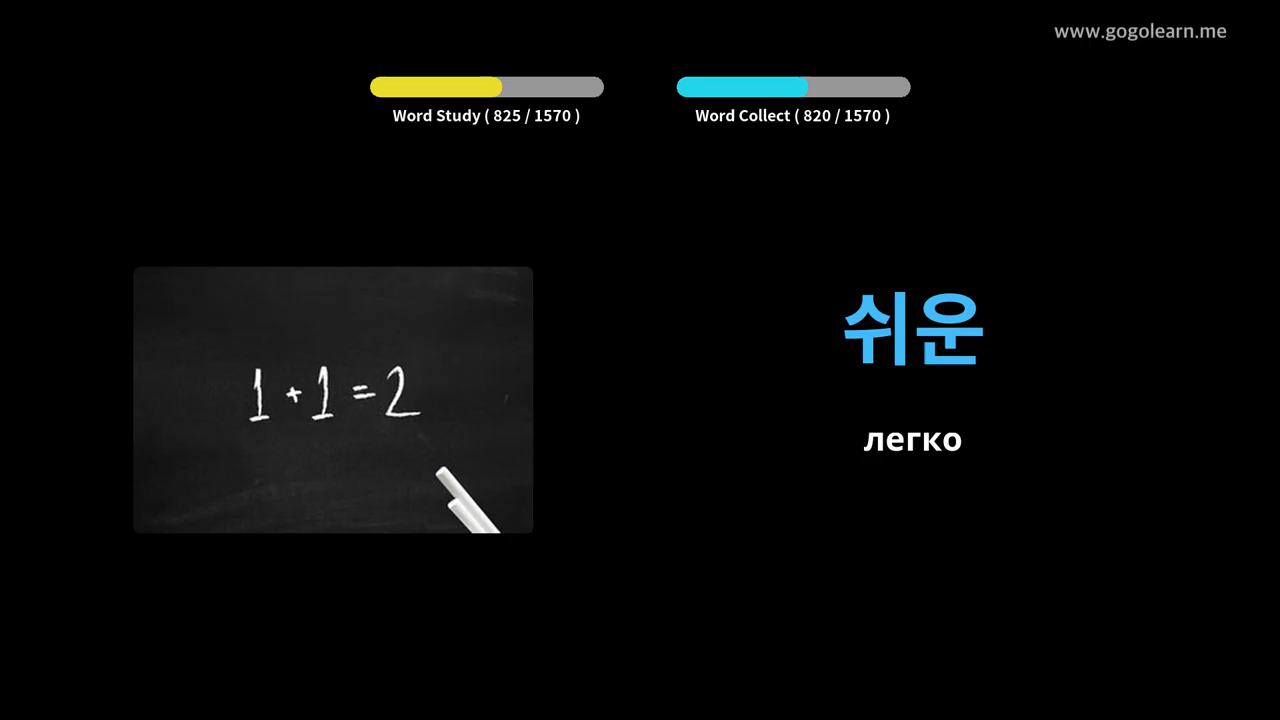 www.gogolearn.me
Word Study ( 825 / 1570 )
Word Collect ( 820 / 1570 )
1 + 1 = 2
쉬운
легко